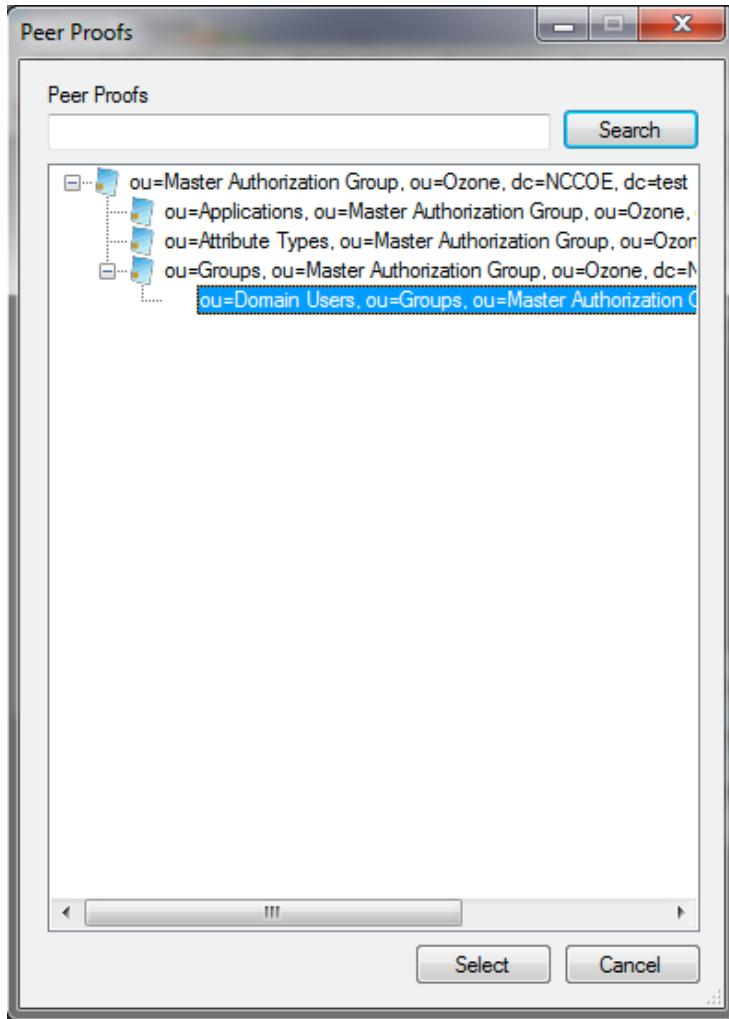 Peer Proofs
Peer Proofs
Search
ou=Master Authorization Group, ou=Ozone, dc=NCCOE, dc=test
ou=Applications, ou=Master Authorization Group, ou=Ozone,
ou=Attribute Types, ou=Master Authorization Group, ou=Ozon
ou=Groups, ou=Master Authorization Group, ou=Ozone, dc=N
ou=Domain Users, ou=Groups, ou=Master Authorization
Select
Cancel